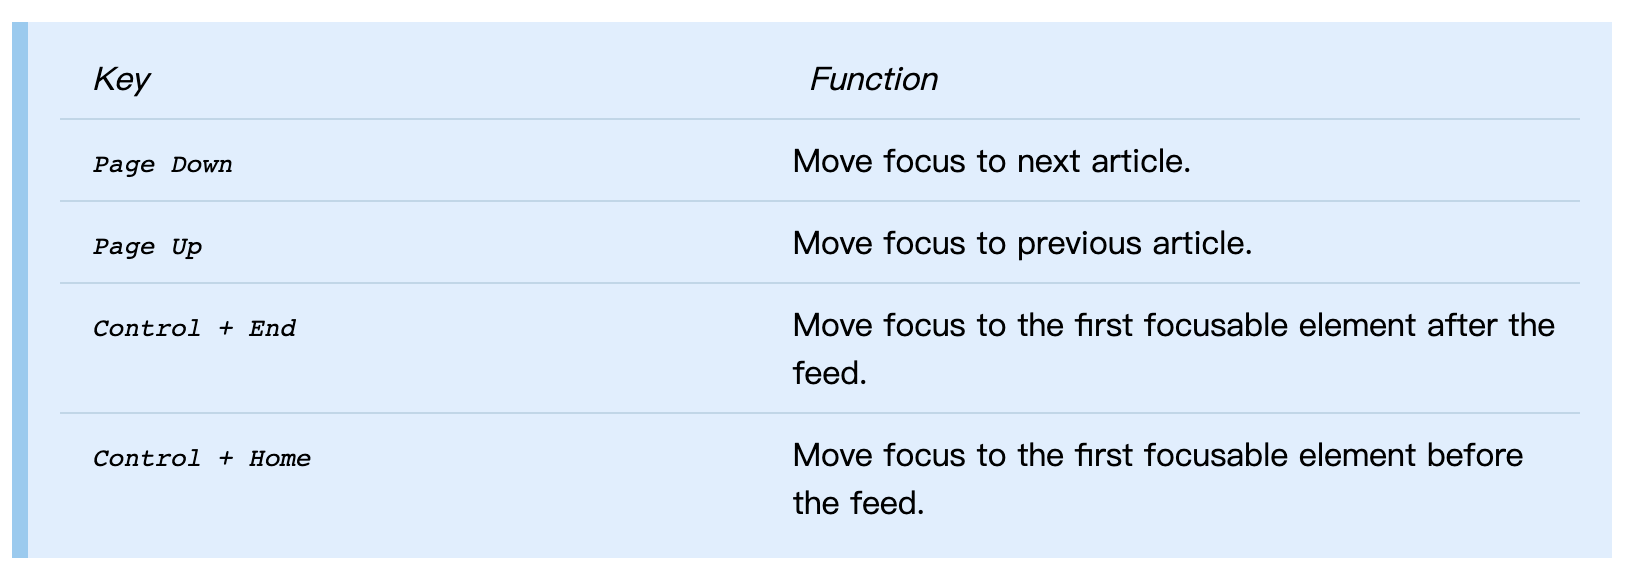 Key Function
Page Down Move focus to next article.
Page Up Move focus to previous article.
Control + End Move focus to the first focusable element after the
feed.
Control + Home Move focus to the first focusable element before
the feed.